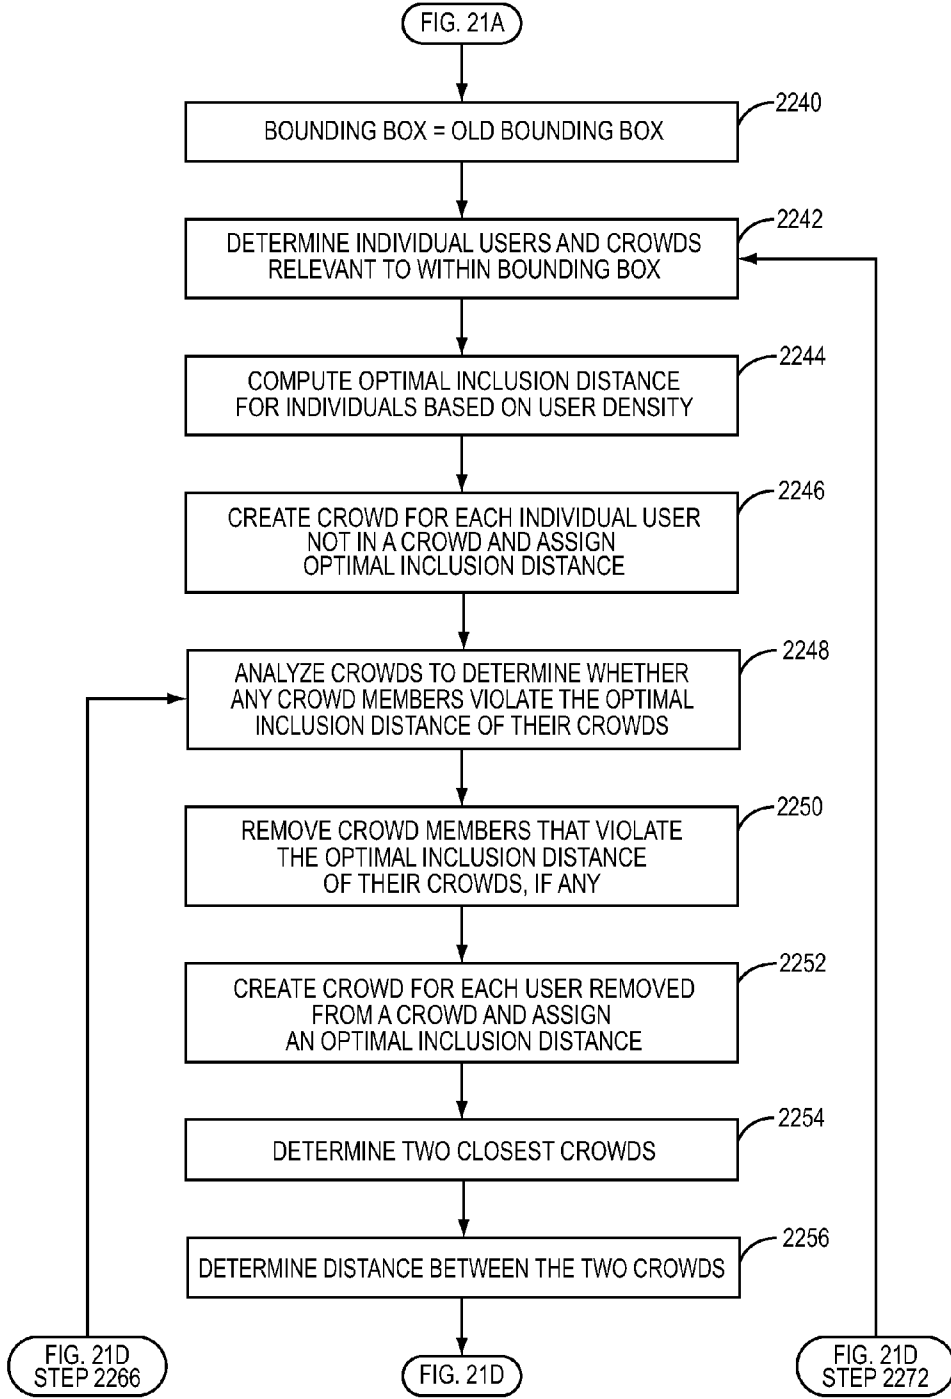 FIG. 21A
2240
BOUNDING BOX = OLD BOUNDING BOX
2242
DETERMINE INDIVIDUAL USERS AND CROWDS
RELEVANT TO WITHIN BOUNDING BOX
2244
COMPUTE OPTIMAL INCLUSION DISTANCE
FOR INDIVIDUALS BASED ON USER DENSITY
2246
CREATE CROWD FOR EACH INDIVIDUAL USER
NOT IN A CROWD AND ASSIGN
OPTIMAL INCLUSION DISTANCE
2248
ANALYZE CROWDS TO DETERMINE WHETHER
ANY CROWD MEMBERS VIOLATE THE OPTIMAL
INCLUSION DISTANCE OF THEIR CROWDS
2250
REMOVE CROWD MEMBERS THAT VIOLATE
THE OPTIMAL INCLUSION DISTANCE
OF THEIR CROWDS, IF ANY
2252
CREATE CROWD FOR EACH USER REMOVED
FROM A CROWD AND ASSIGN
AN OPTIMAL INCLUSION DISTANCE
2254
DETERMINE TWO CLOSEST CROWDS
2256
DETERMINE DISTANCE BETWEEN THE TWO CROWDS
FIG. 21D
STEP 2266
FIG. 21D
FIG. 21D
STEP 2272